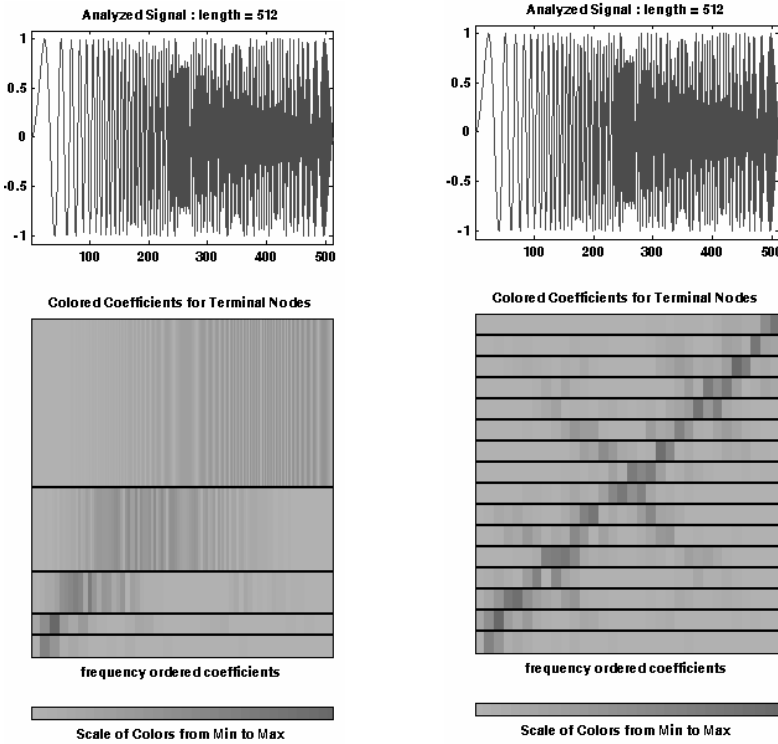 Analyzed Signal : length = 512
1
0.5
0
-0.5
-1
100 200 300 400 500
Colored Coefficients for Terminal Nodes
frequency ordered coefficients
Scale of Colors from Min to Max
Analyzed Signal : length = 512
1
0.5
0
-0.5
-1
100 200 300 400 500
Colored Coefficients for Terminal Nodes
frequency ordered coefficients
Scale of Colors from Min to Max